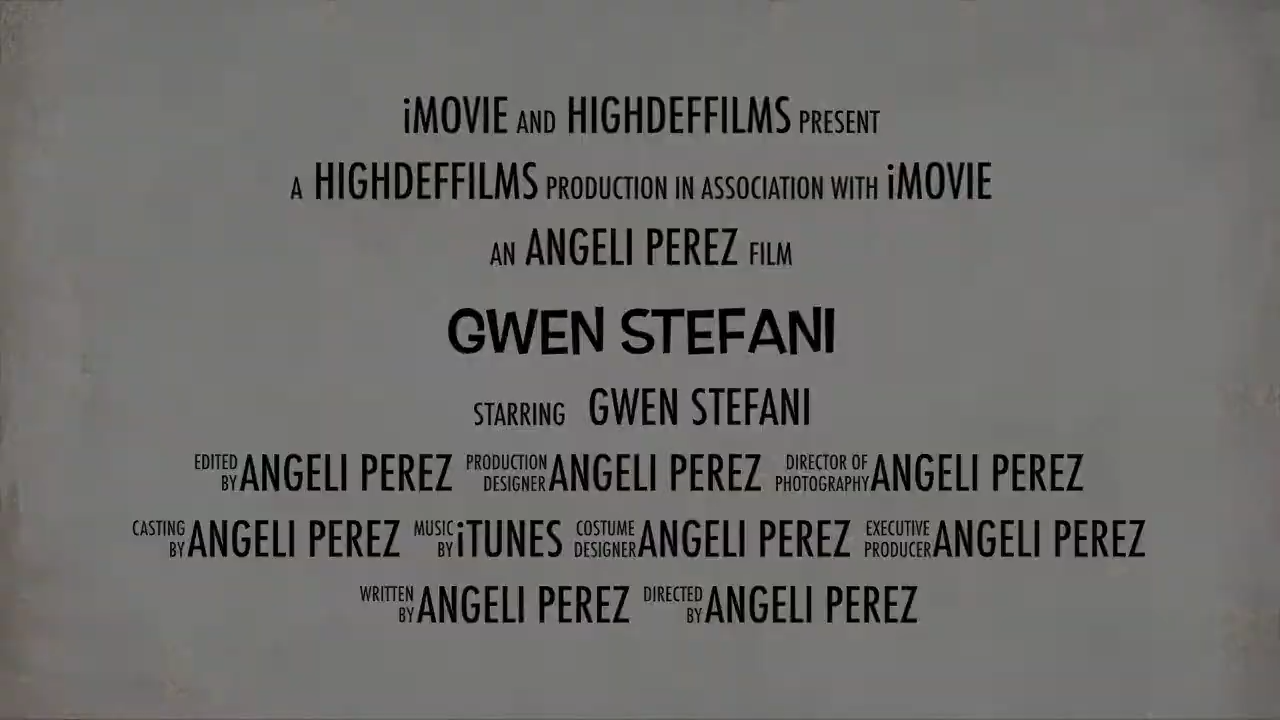 iMOVIE AND HIGHDEFFILMS PRESENT
A HIGHDEFFILMS PRODUCTION IN ASSOCIATION WITH iMOVIE
AN ANGELI PEREZ FILM
GWEN STEFANI
STARRING GWEN STEFANI
EDITED BY ANGELI PEREZ PRODUCTION DESIGNER ANGELI PEREZ DIRECTOR OF PHOTOGRAPHY ANGELI PEREZ
CASTING BY ANGELI PEREZ MUSIC BY iTUNES COSTUME DESIGNER ANGELI PEREZ EXECUTIVE PRODUCER ANGELI PEREZ
WRITTEN BY ANGELI PEREZ DIRECTED BY ANGELI PEREZ